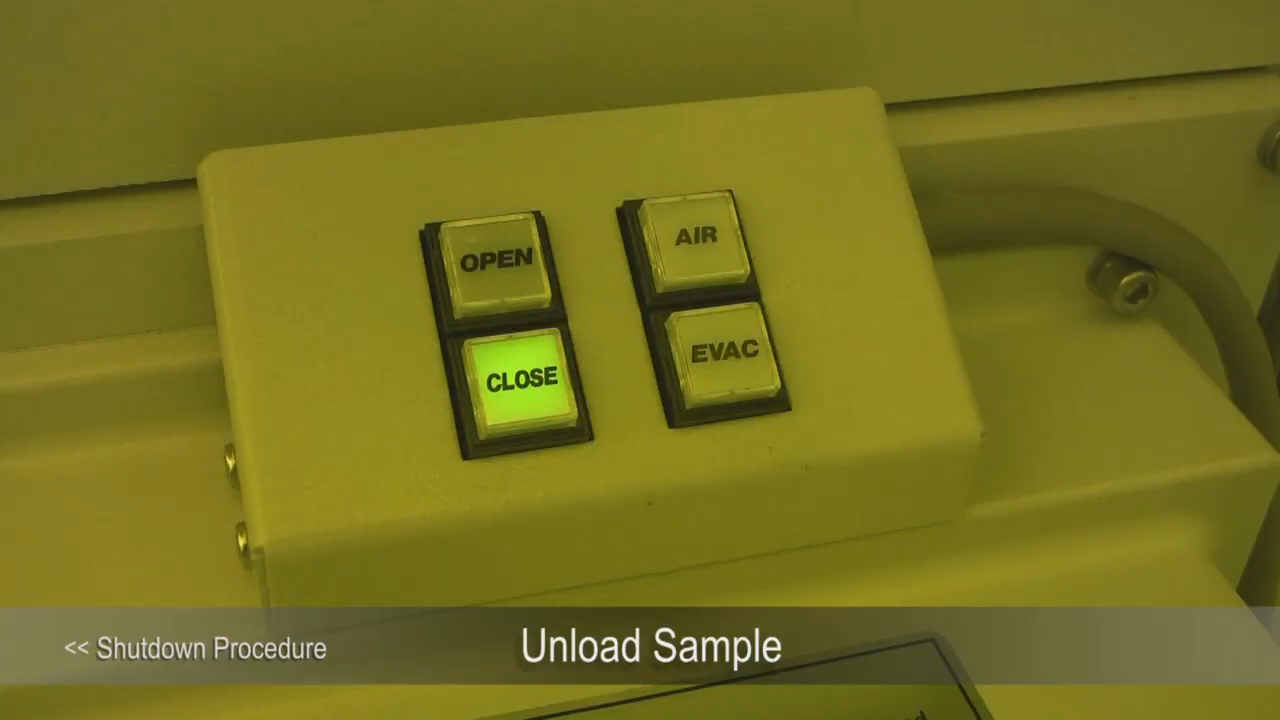 OPEN
AIR
CLOSE
EVAC
<< Shutdown Procedure
Unload Sample